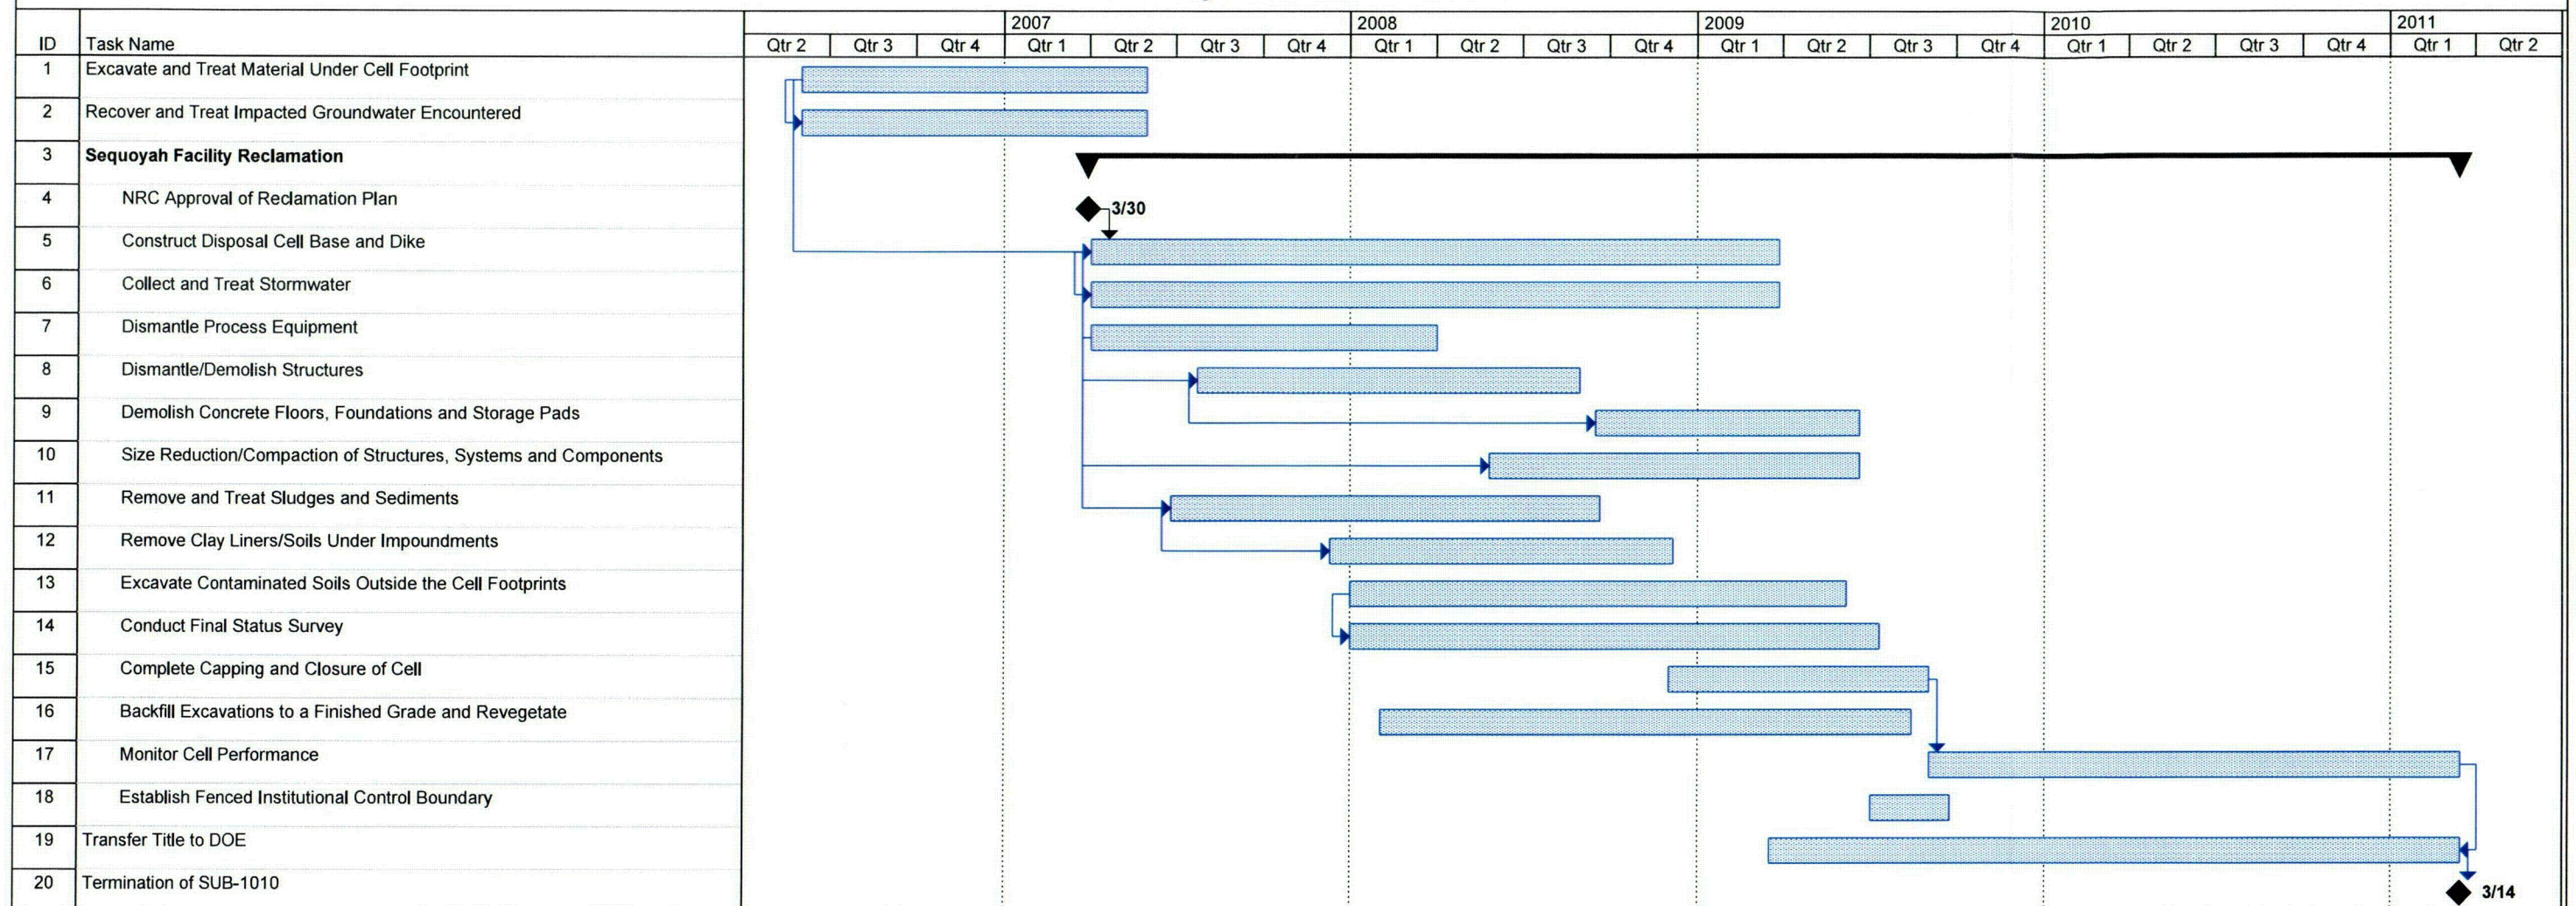 2007 2008 2009 2010 2011
ID Task Name Qtr 2 Qtr 3 Qtr 4 Qtr 1 Qtr 2 Qtr 3 Qtr 4 Qtr 1 Qtr 2 Qtr 3 Qtr 4 Qtr 1 Qtr 2 Qtr 3 Qtr 4 Qtr 1 Qtr 2 Qtr 3 Qtr 4 Qtr 1 Qtr 2
1 Excavate and Treat Material Under Cell Footprint
2 Recover and Treat Impacted Groundwater Encountered
3 Sequoyah Facility Reclamation
4 NRC Approval of Reclamation Plan 3/30
5 Construct Disposal Cell Base and Dike
6 Collect and Treat Stormwater
7 Dismantle Process Equipment
8 Dismantle/Demolish Structures
9 Demolish Concrete Floors, Foundations and Storage Pads
10 Size Reduction/Compaction of Structures, Systems and Components
11 Remove and Treat Sludges and Sediments
12 Remove Clay Liners/Soils Under Impoundments
13 Excavate Contaminated Soils Outside the Cell Footprints
14 Conduct Final Status Survey
15 Complete Capping and Closure of Cell
16 Backfill Excavations to a Finished Grade and Revegetate
17 Monitor Cell Performance
18 Establish Fenced Institutional Control Boundary
19 Transfer Title to DOE
20 Termination of SUB-1010 3/14